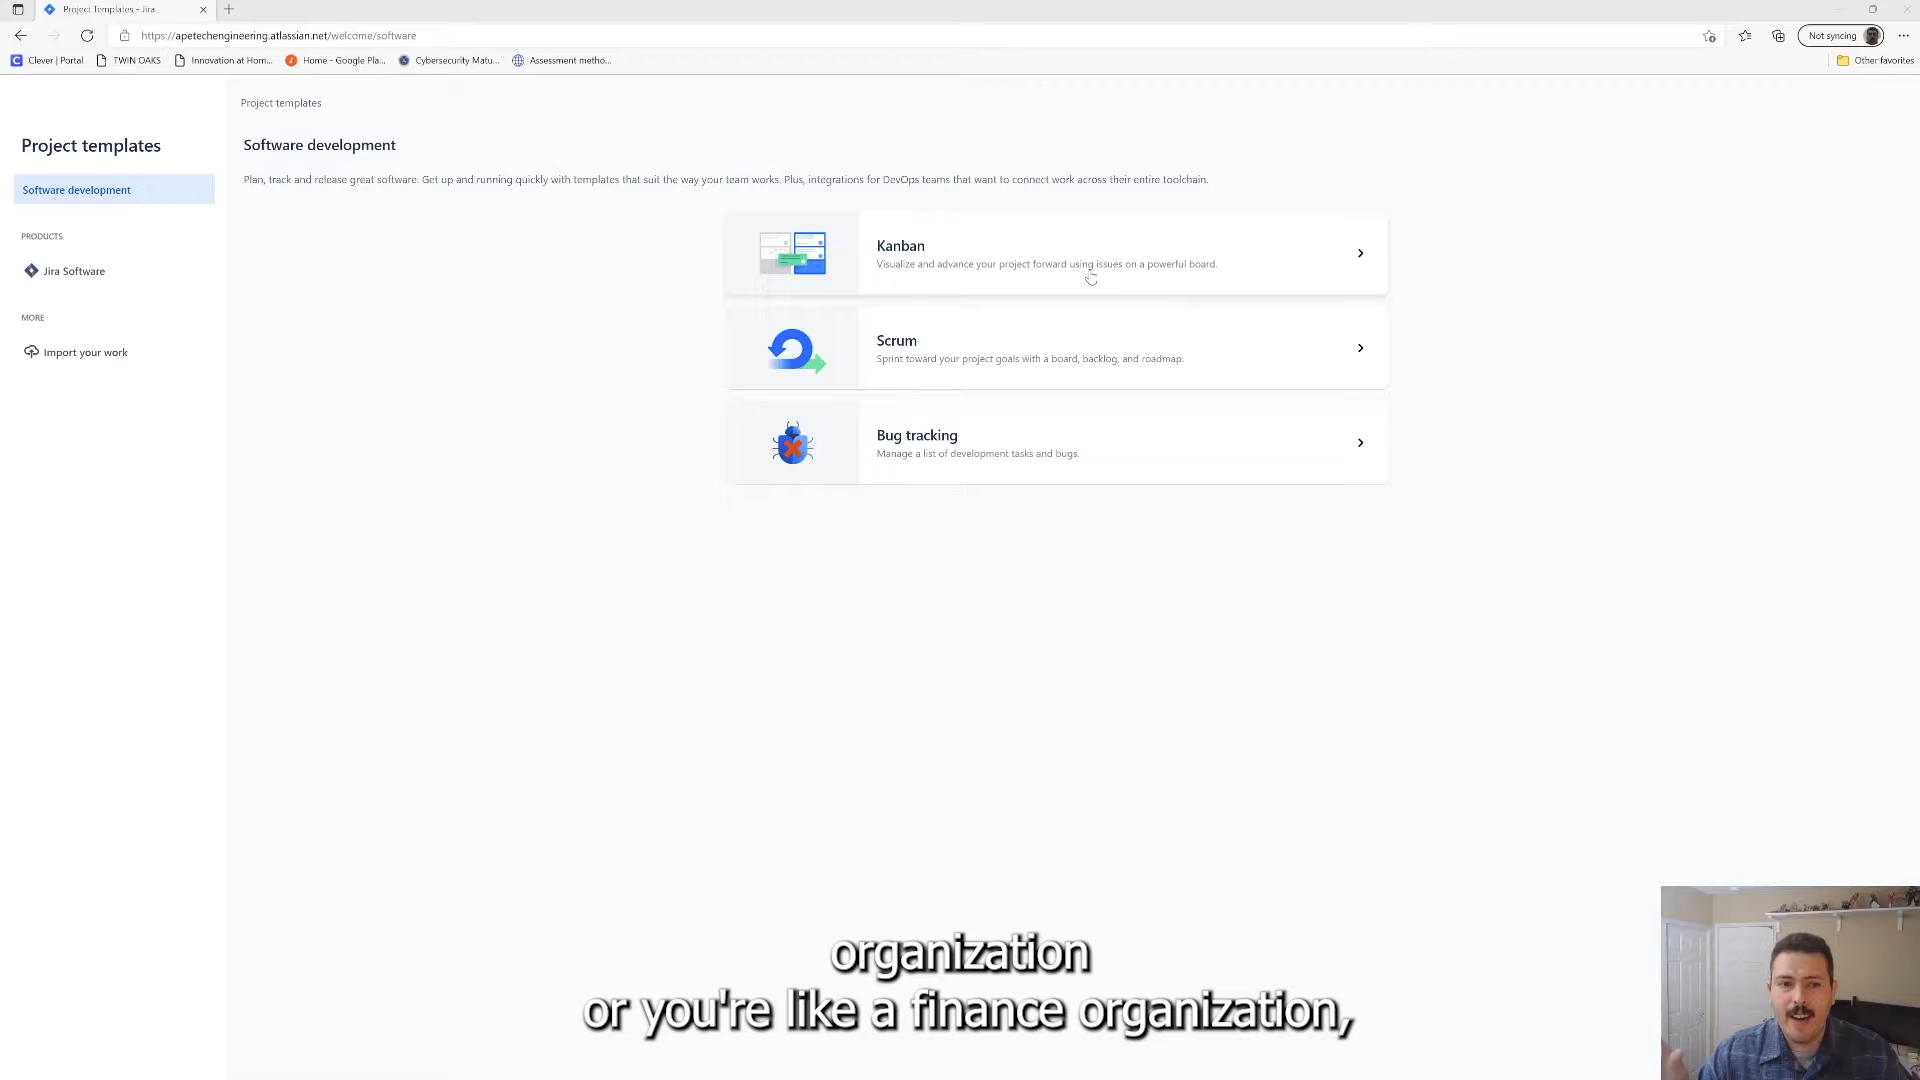 Project Templates - Jira
https://apetechengineering.atlassian.net/welcome/software
Not syncing
Clever | Portal
TWIN OAKS
Innovation at Hom...
Home - Google Pla...
Cybersecurity Matu...
Assessment metho...
Other favorites
Project templates
Project templates
Software development
Software development
Plan, track and release great software. Get up and running quickly with templates that suit the way your team works. Plus, integrations for DevOps teams that want to connect work across their entire toolchain.
PRODUCTS
Jira Software
MORE
Import your work
Kanban
Visualize and advance your project forward using issues on a powerful board.
Scrum
Sprint toward your project goals with a board, backlog, and roadmap.
Bug tracking
Manage a list of development tasks and bugs.
organization
or you're like a finance organization,